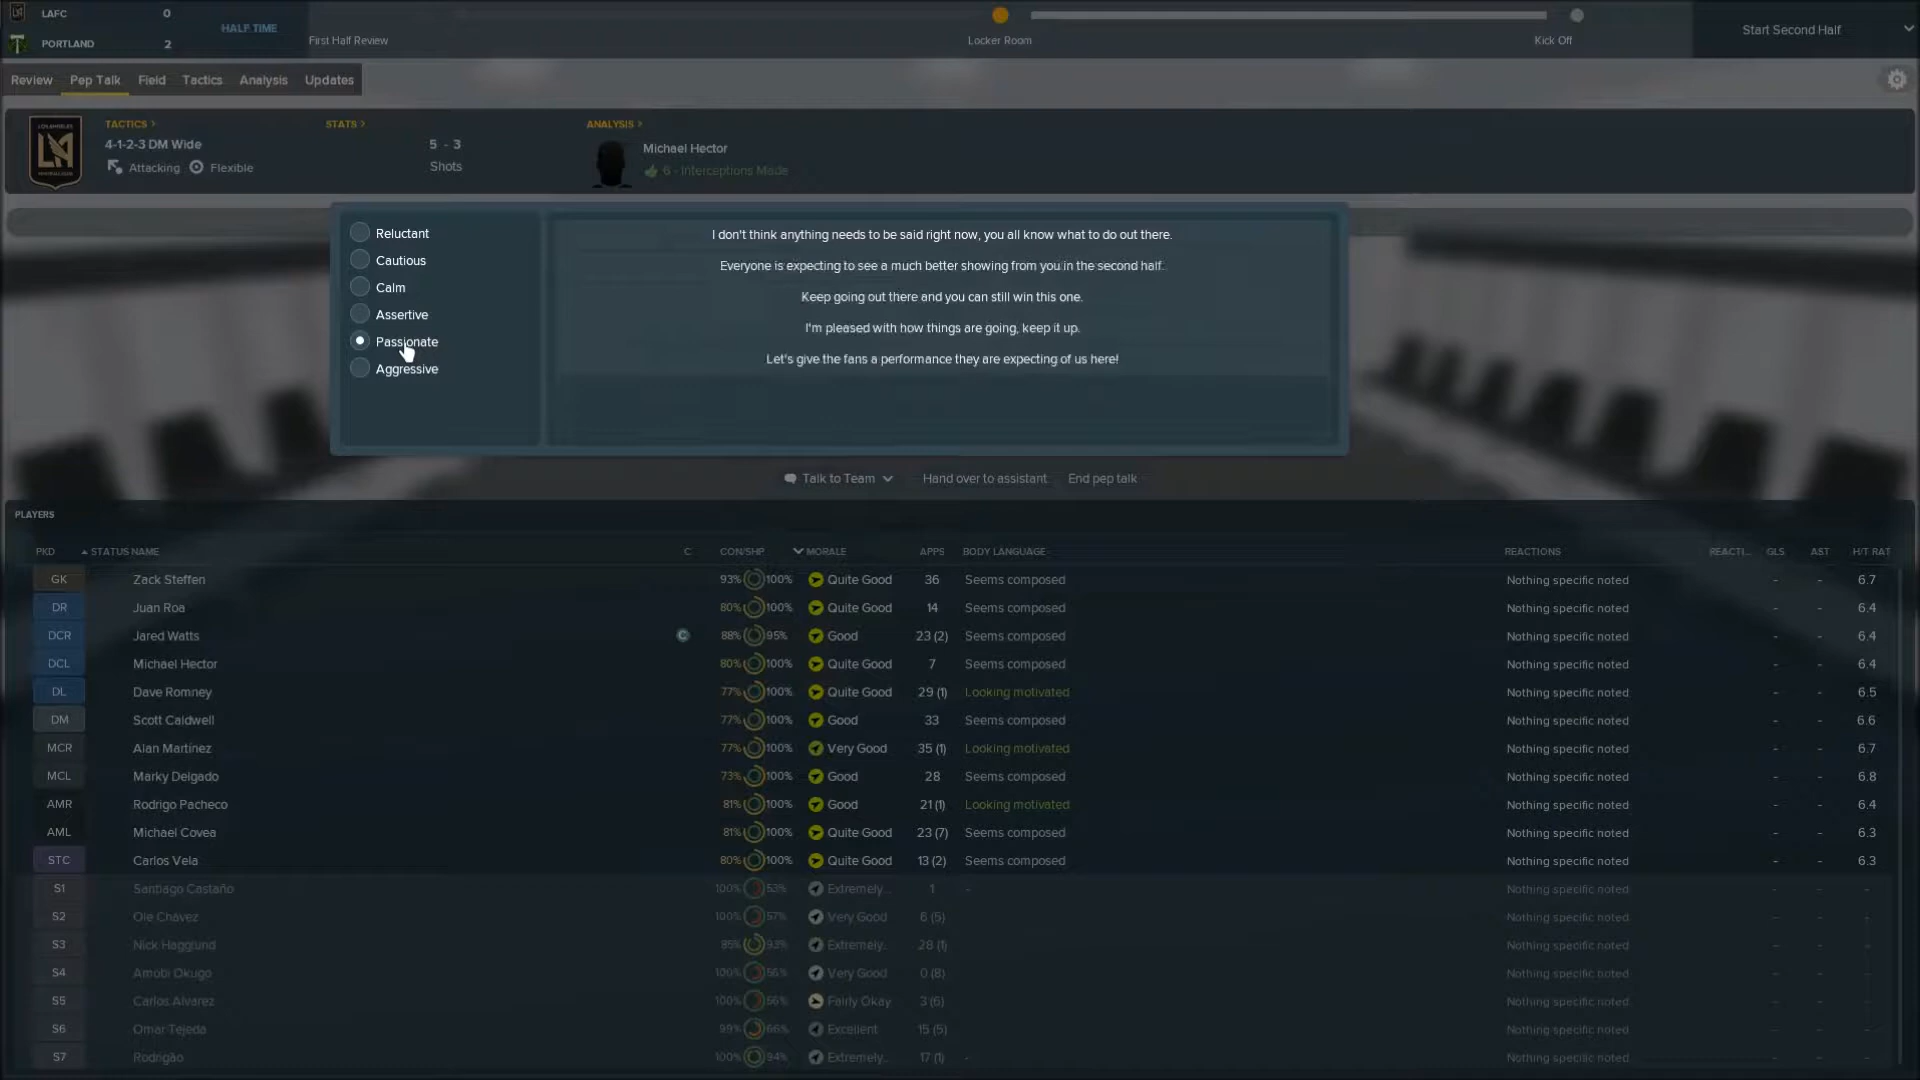 LAFC 0
PORTLAND 2
HALF TIME
First Half Review
Locker Room
Kick Off
Start Second Half
Review Pep Talk Field Tactics Analysis Updates
TACTICS >
4-1-2-3 DM Wide
Attacking Flexible
STATS >
5 - 3
Shots
ANALYSIS >
Michael Hector
6 - Interceptions Made
Reluctant
Cautious
Calm
Assertive
Passionate
Aggressive
I don't think anything needs to be said right now, you all know what to do out there.
Everyone is expecting to see a much better showing from you in the second half.
Keep going out there and you can still win this one.
I'm pleased with how things are going, keep it up.
Let's give the fans a performance they are expecting of us here!
Talk to Team Hand over to assistant End pep talk
PLAYERS
PKD STATUS NAME C CON/SHP MORALE APPS BODY LANGUAGE REACTIONS REACTI... GLS AST H/T RAT
GK Zack Steffen 93% 100% Quite Good 36 Seems composed Nothing specific noted - - 6.7
DR Juan Roa 80% 100% Quite Good 14 Seems composed Nothing specific noted - - 6.4
DCR Jared Watts C 88% 95% Good 23 (2) Seems composed Nothing specific noted - - 6.4
DCL Michael Hector 80% 100% Quite Good 7 Seems composed Nothing specific noted - - 6.4
DL Dave Romney 77% 100% Quite Good 29 (1) Looking motivated Nothing specific noted - - 6.5
DM Scott Caldwell 77% 100% Good 33 Seems composed Nothing specific noted - - 6.6
MCR Alan Martínez 77% 100% Very Good 35 (1) Looking motivated Nothing specific noted - - 6.7
MCL Marky Delgado 73% 100% Good 28 Seems composed Nothing specific noted - - 6.8
AMR Rodrigo Pacheco 81% 100% Good 21 (1) Looking motivated Nothing specific noted - - 6.4
AML Michael Covea 81% 100% Quite Good 23 (7) Seems composed Nothing specific noted - - 6.3
STC Carlos Vela 80% 100% Quite Good 13 (2) Seems composed Nothing specific noted - - 6.3
S1 Santiago Castaño 100% 53% Extremely... 1 - Nothing specific noted - - -
S2 Ole Chávez 100% 57% Very Good 6 (5) Nothing specific noted - - -
S3 Nick Hagglund 85% 93% Extremely... 28 (1) Nothing specific noted - - -
S4 Amobi Okugo 100% 56% Very Good 0 (8) Nothing specific noted - - -
S5 Carlos Alvarez 100% 56% Fairly Okay 3 (6) Nothing specific noted - - -
S6 Omar Tejeda 99% 66% Excellent 15 (5) Nothing specific noted - - -
S7 Rodrigão 100% 94% Extremely... 17 (1) - Nothing specific noted - - -